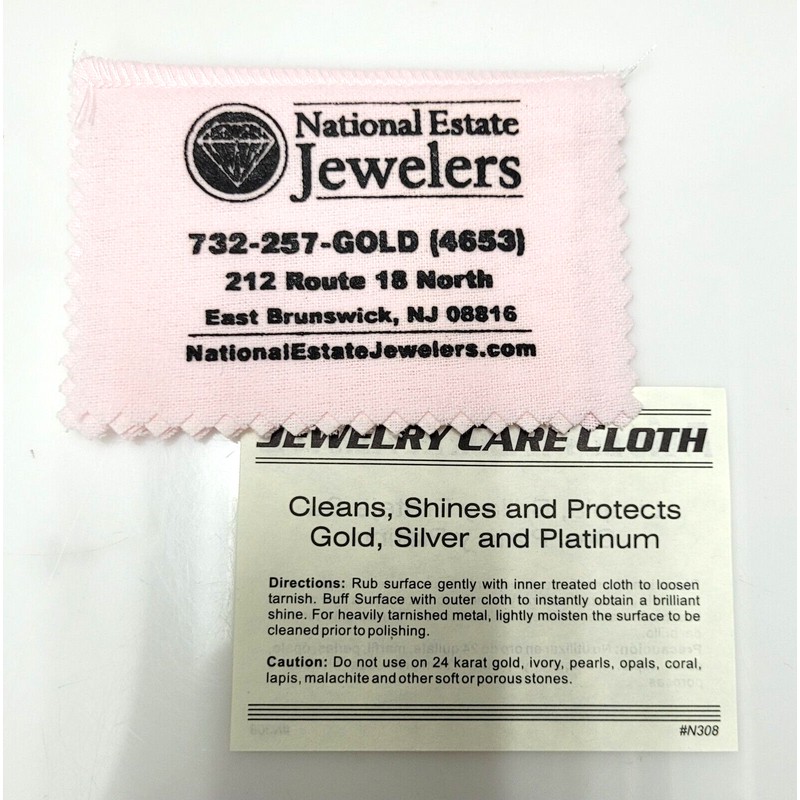 National Estate
Jewelers
732-257-GOLD (4653)
212 Route 18 North
East Brunswick, NJ 08816
NationalEstateJewelers.com
JEWELRY CARE CLOTH
Cleans, Shines and Protects
Gold, Silver and Platinum
Directions: Rub surface gently with inner treated cloth to loosen
tarnish. Buff Surface with outer cloth to instantly obtain a brilliant
shine. For heavily tarnished metal, lightly moisten the surface to be
cleaned prior to polishing.
Caution: Do not use on 24 karat gold, ivory, pearls, opals, coral,
lapis, malachite and other soft or porous stones.
#N308